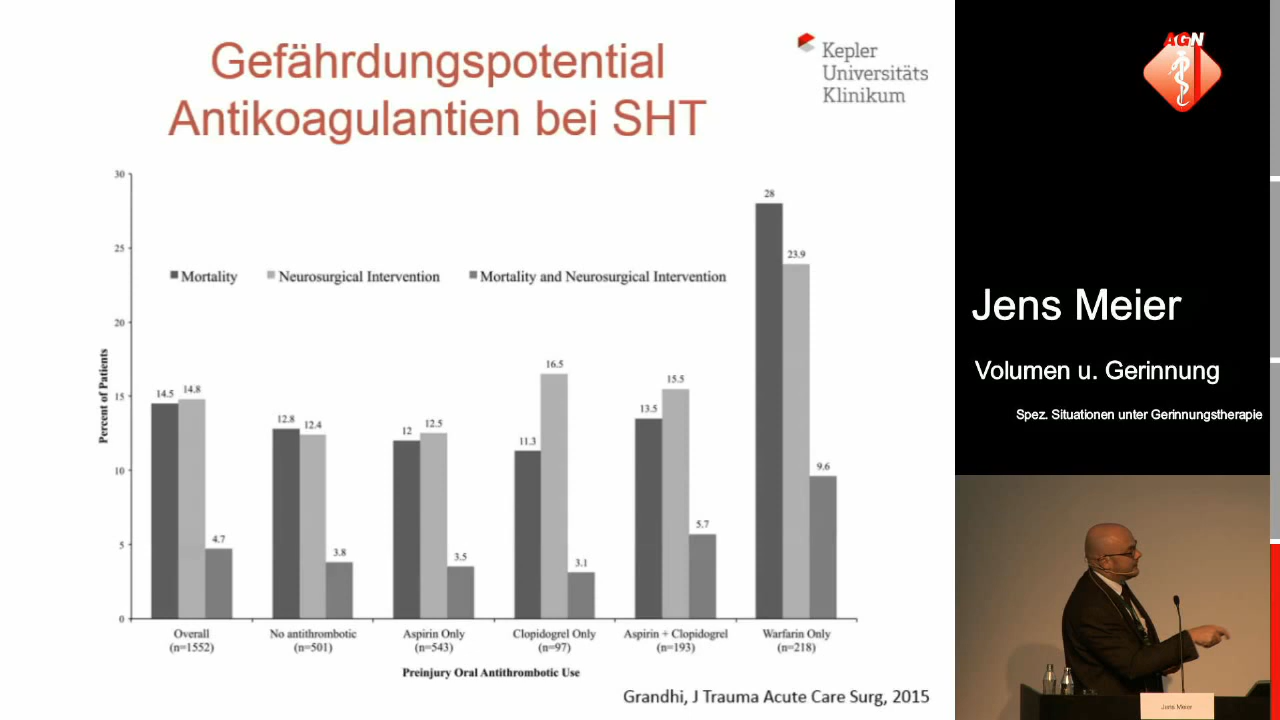 Gefährdungspotential
Antikoagulantien bei SHT
Kepler
Universitäts
Klinikum
30
25
20
15
10
5
0
Percent of Patients
Mortality
Neurosurgical Intervention
Mortality and Neurosurgical Intervention
14.5 14.8 4.7
12.8 12.4 3.8
12 12.5 3.5
11.3 16.5 3.1
13.5 15.5 5.7
28 23.9 9.6
Overall
(n=1552)
No antithrombotic
(n=501)
Aspirin Only
(n=543)
Clopidogrel Only
(n=97)
Aspirin + Clopidogrel
(n=193)
Warfarin Only
(n=218)
Preinjury Oral Antithrombotic Use
Grandhi, J Trauma Acute Care Surg, 2015
AGN
Jens Meier
Volumen u. Gerinnung
Spez. Situationen unter Gerinnungstherapie
Jens Meier